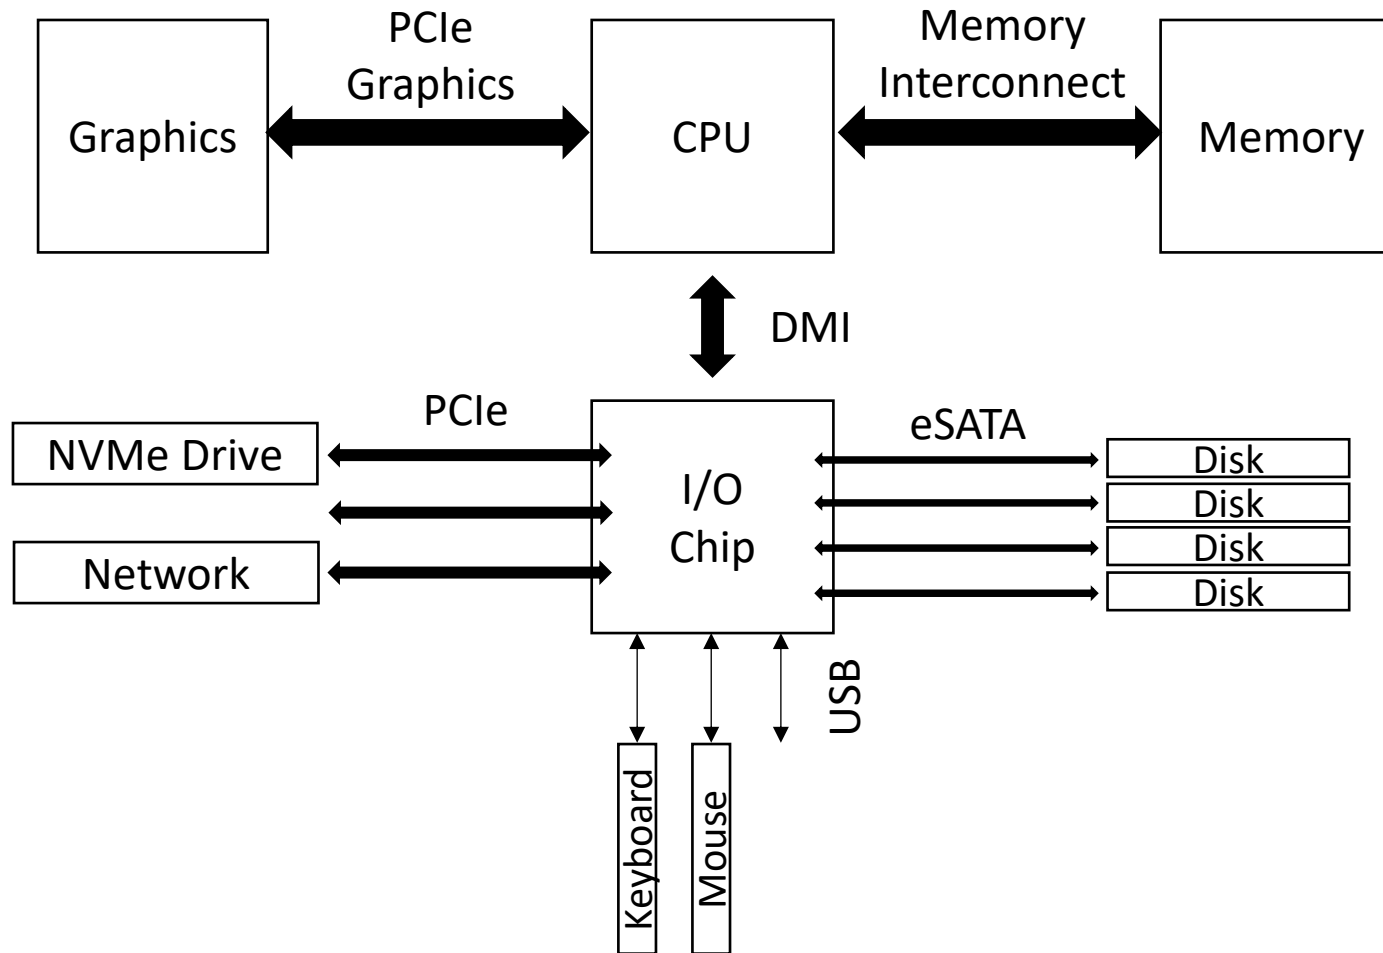 PCIe
Graphics
Memory
Interconnect
Graphics
CPU
Memory
DMI
PCIe
eSATA
NVMe Drive
I/O
Chip
Network
Disk
Disk
Disk
Disk
USB
Keyboard
Mouse